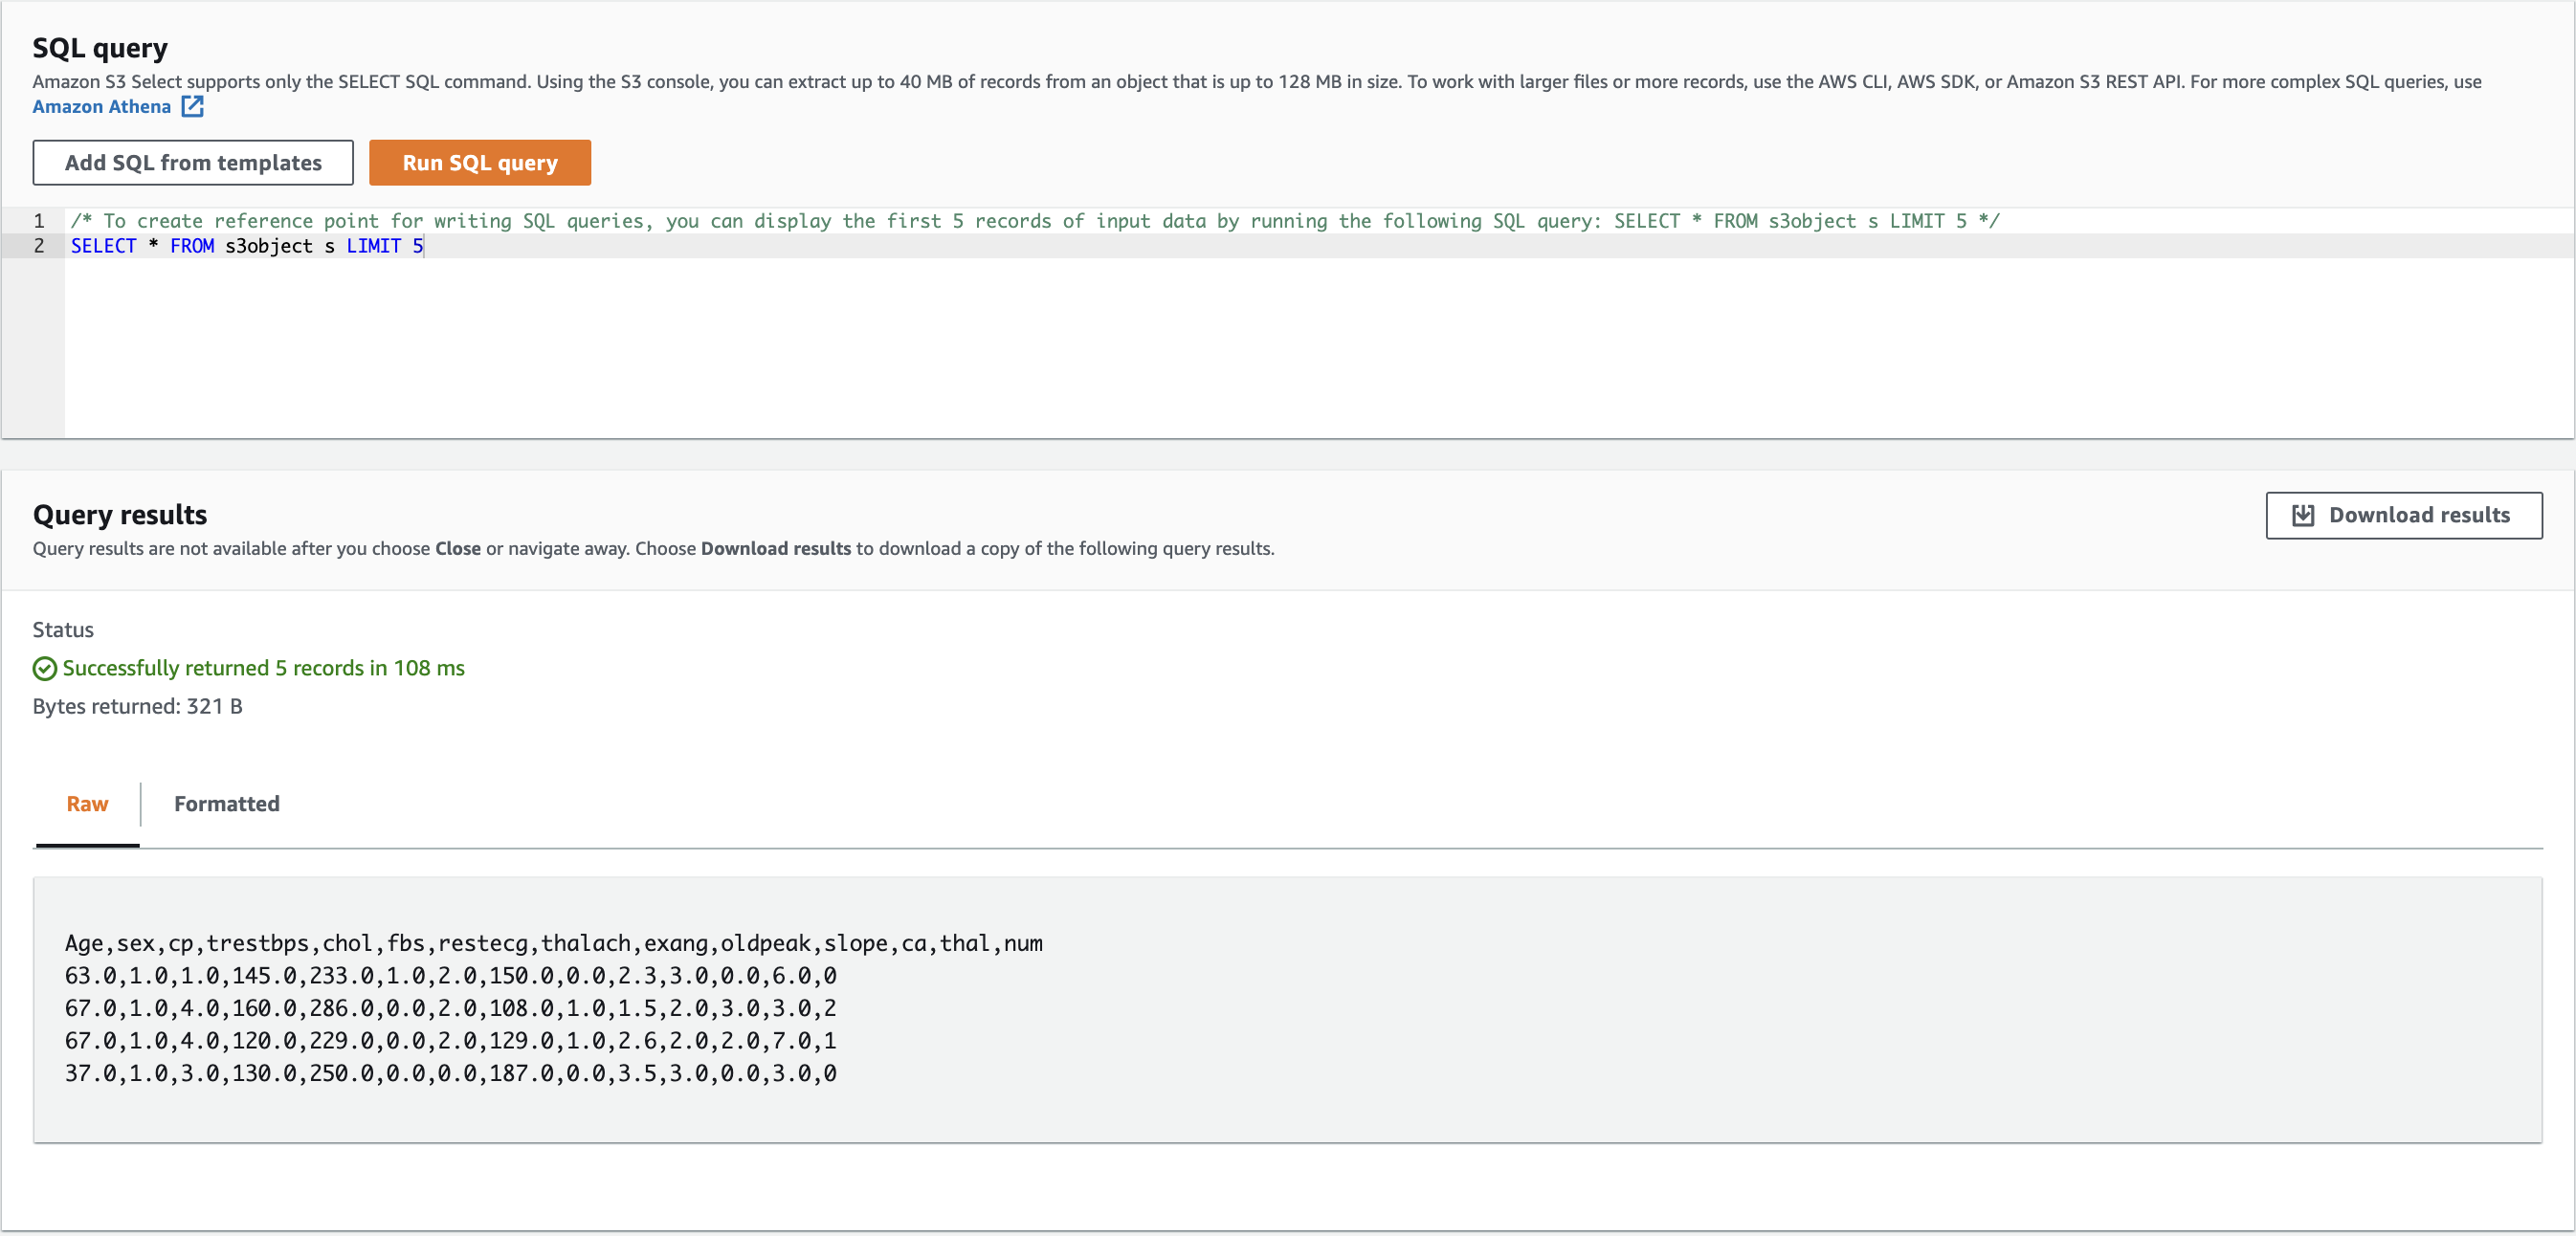 SQL query
Amazon S3 Select supports only the SELECT SQL command. Using the S3 console, you can extract up to 40 MB of records from an object that is up to 128 MB in size. To work with larger files or more records, use the AWS CLI, AWS SDK, or Amazon S3 REST API. For more complex SQL queries, use
Amazon Athena
Add SQL from templates Run SQL query
1 /* To create reference point for writing SQL queries, you can display the first 5 records of input data by running the following SQL query: SELECT * FROM s3object s LIMIT 5 */
2 SELECT * FROM s3object s LIMIT 5
Query results
Download results
Query results are not available after you choose Close or navigate away. Choose Download results to download a copy of the following query results.
Status
Successfully returned 5 records in 108 ms
Bytes returned: 321 B
Raw Formatted
Age,sex,cp,trestbps,chol,fbs,restecg,thalach,exang,oldpeak,slope,ca,thal,num
63.0,1.0,1.0,145.0,233.0,1.0,2.0,150.0,0.0,2.3,3.0,0.0,6.0,0
67.0,1.0,4.0,160.0,286.0,0.0,2.0,108.0,1.0,1.5,2.0,3.0,3.0,2
67.0,1.0,4.0,120.0,229.0,0.0,2.0,129.0,1.0,2.6,2.0,2.0,7.0,1
37.0,1.0,3.0,130.0,250.0,0.0,0.0,187.0,0.0,3.5,3.0,0.0,3.0,0